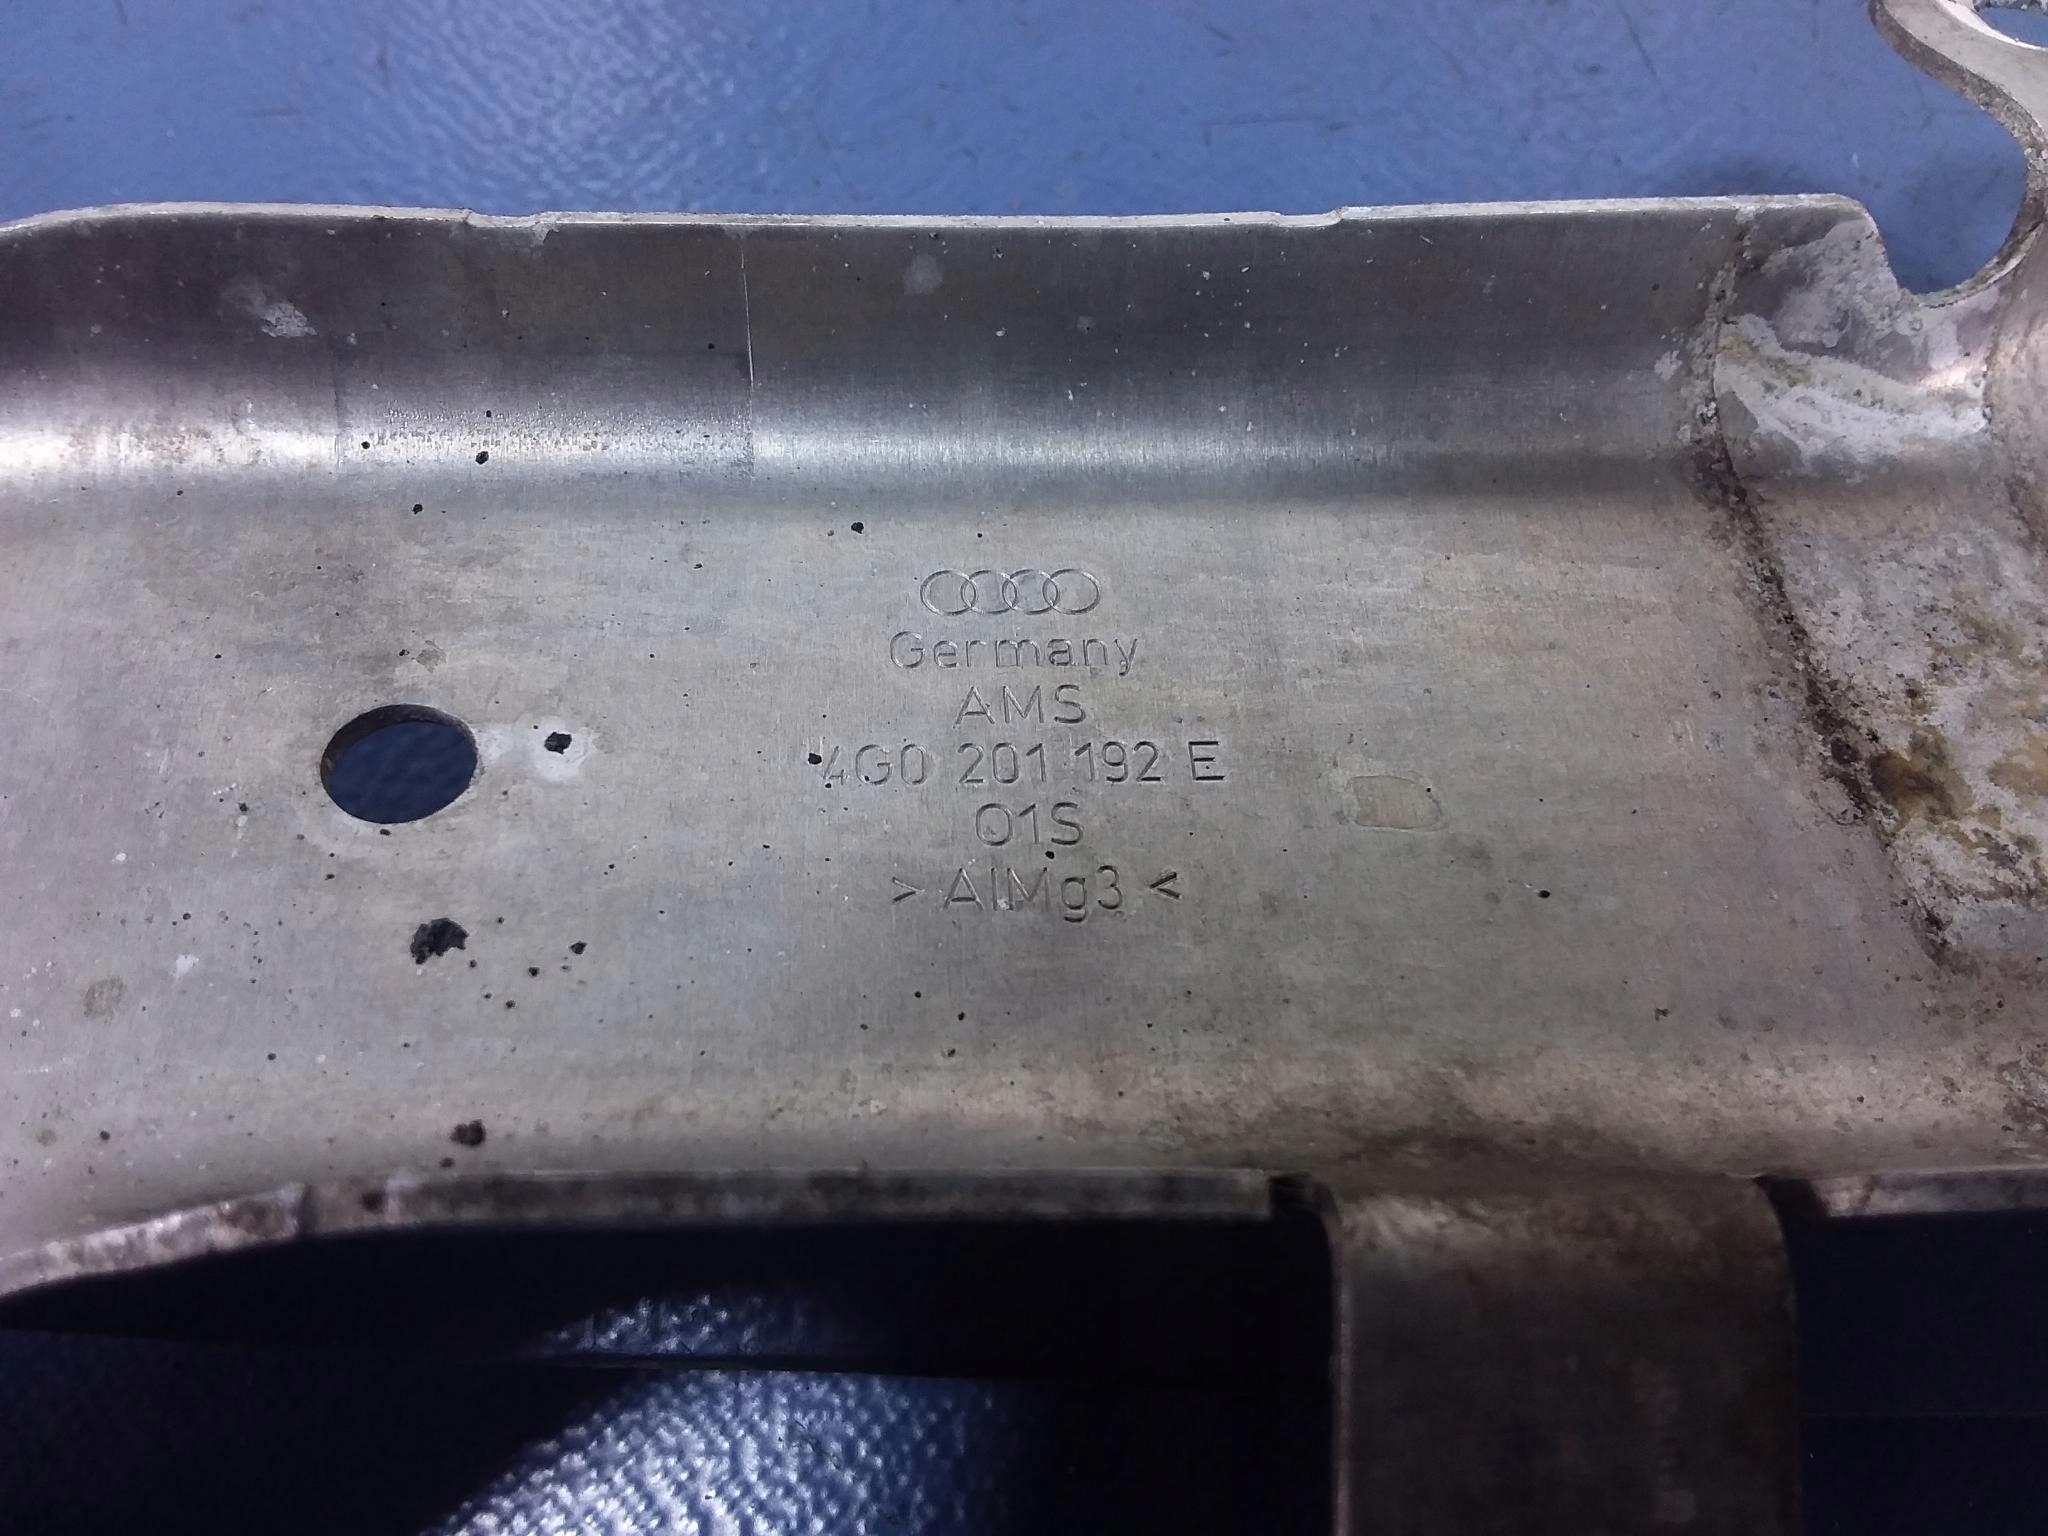 Germany
AMS
4G0 201 192 E
01S
> AlMg3 <